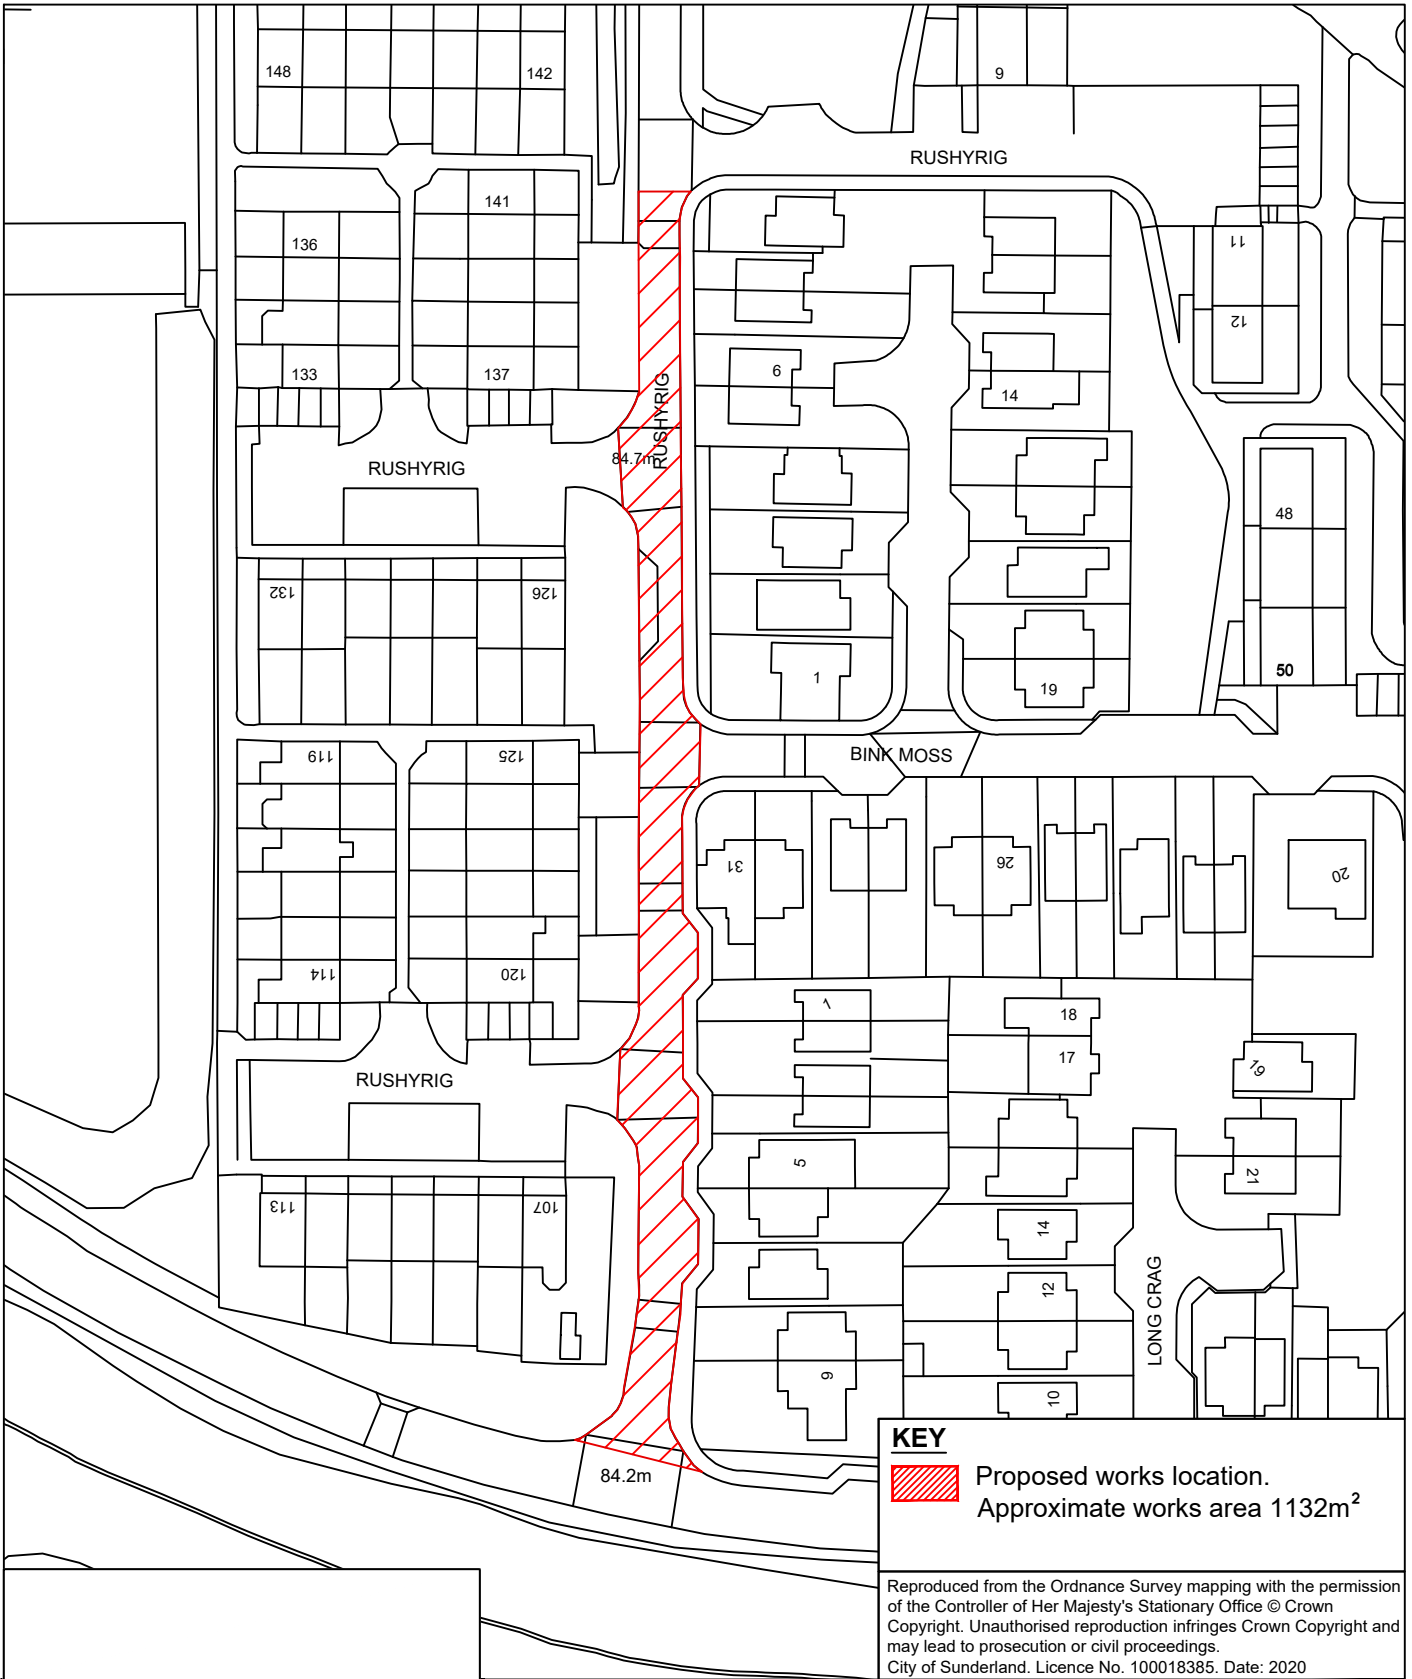 148
142
9
RUSHYRIG
141
136
11
12
133
137
6
14
RUSHYRIG
RUSHYRIG
84.7m
48
132
126
1
19
50
BINK MOSS
119
125
31
26
20
114
120
1
18
17
19
RUSHYRIG
5
21
113
107
14
12
LONG CRAG
9
10
84.2m
KEY
Proposed works location.
Approximate works area 1132m²
Reproduced from the Ordnance Survey mapping with the permission
of the Controller of Her Majesty's Stationary Office © Crown
Copyright. Unauthorised reproduction infringes Crown Copyright and
may lead to prosecution or civil proceedings.
City of Sunderland. Licence No. 100018385. Date: 2020